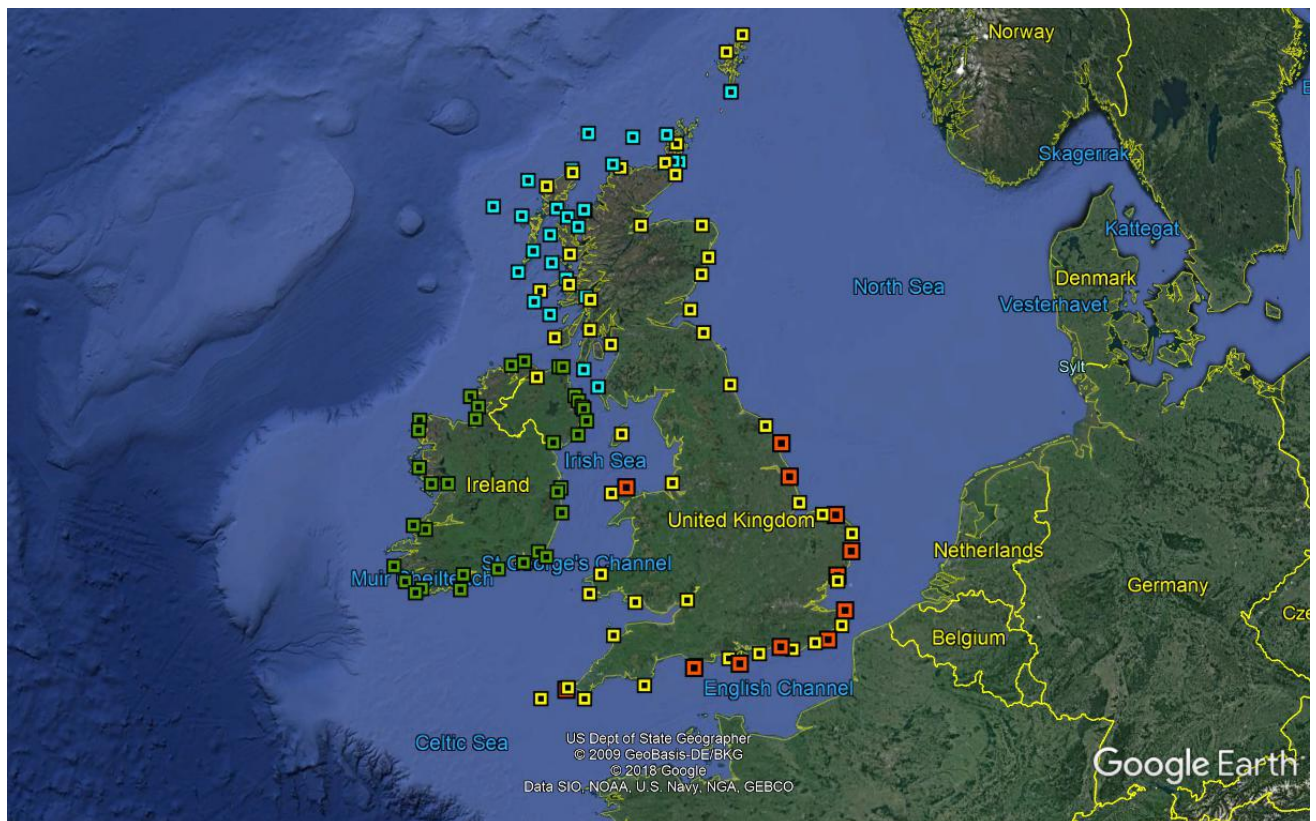 Norway
Skagerrak
Kattegat
Denmark
North Sea
Vesterhavet
Sylt
Irish Sea
Ireland
United Kingdom
Netherlands
St George's Channel
Germany
Belgium
English Channel
Celtic Sea
US Dept of State Geographer
© 2009 GeoBasis-DE/BKG
© 2018 Google
Data SIO, NOAA, U.S. Navy, NGA, GEBCO
Google Earth